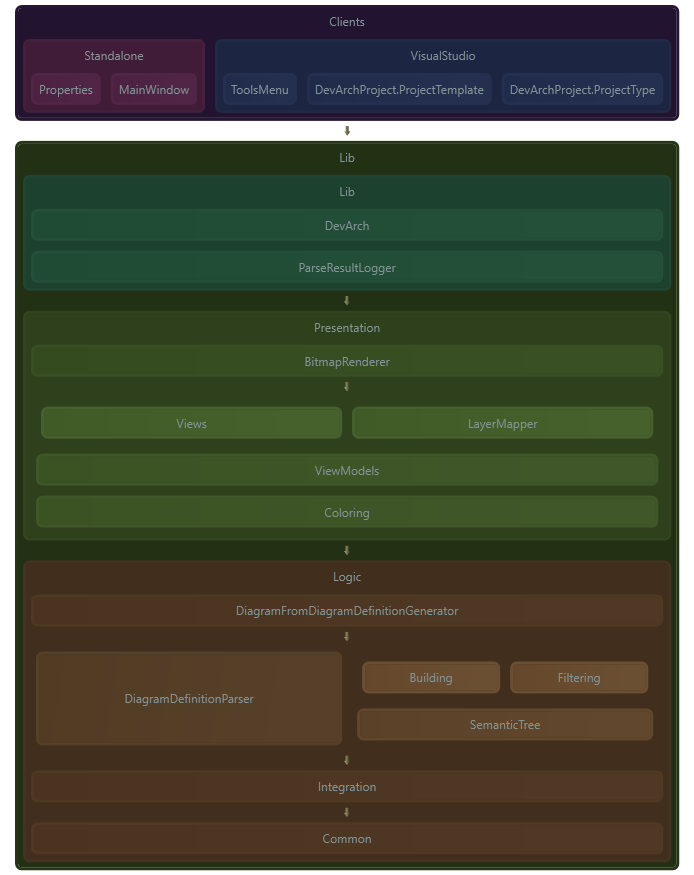 Clients
Standalone
VisualStudio
Properties
MainWindow
ToolsMenu
DevArchProject.ProjectTemplate
DevArchProject.ProjectType
Lib
Lib
DevArch
ParseResultLogger
Presentation
BitmapRenderer
Views
LayerMapper
ViewModels
Coloring
Logic
DiagramFromDiagramDefinitionGenerator
DiagramDefinitionParser
Building
Filtering
SemanticTree
Integration
Common